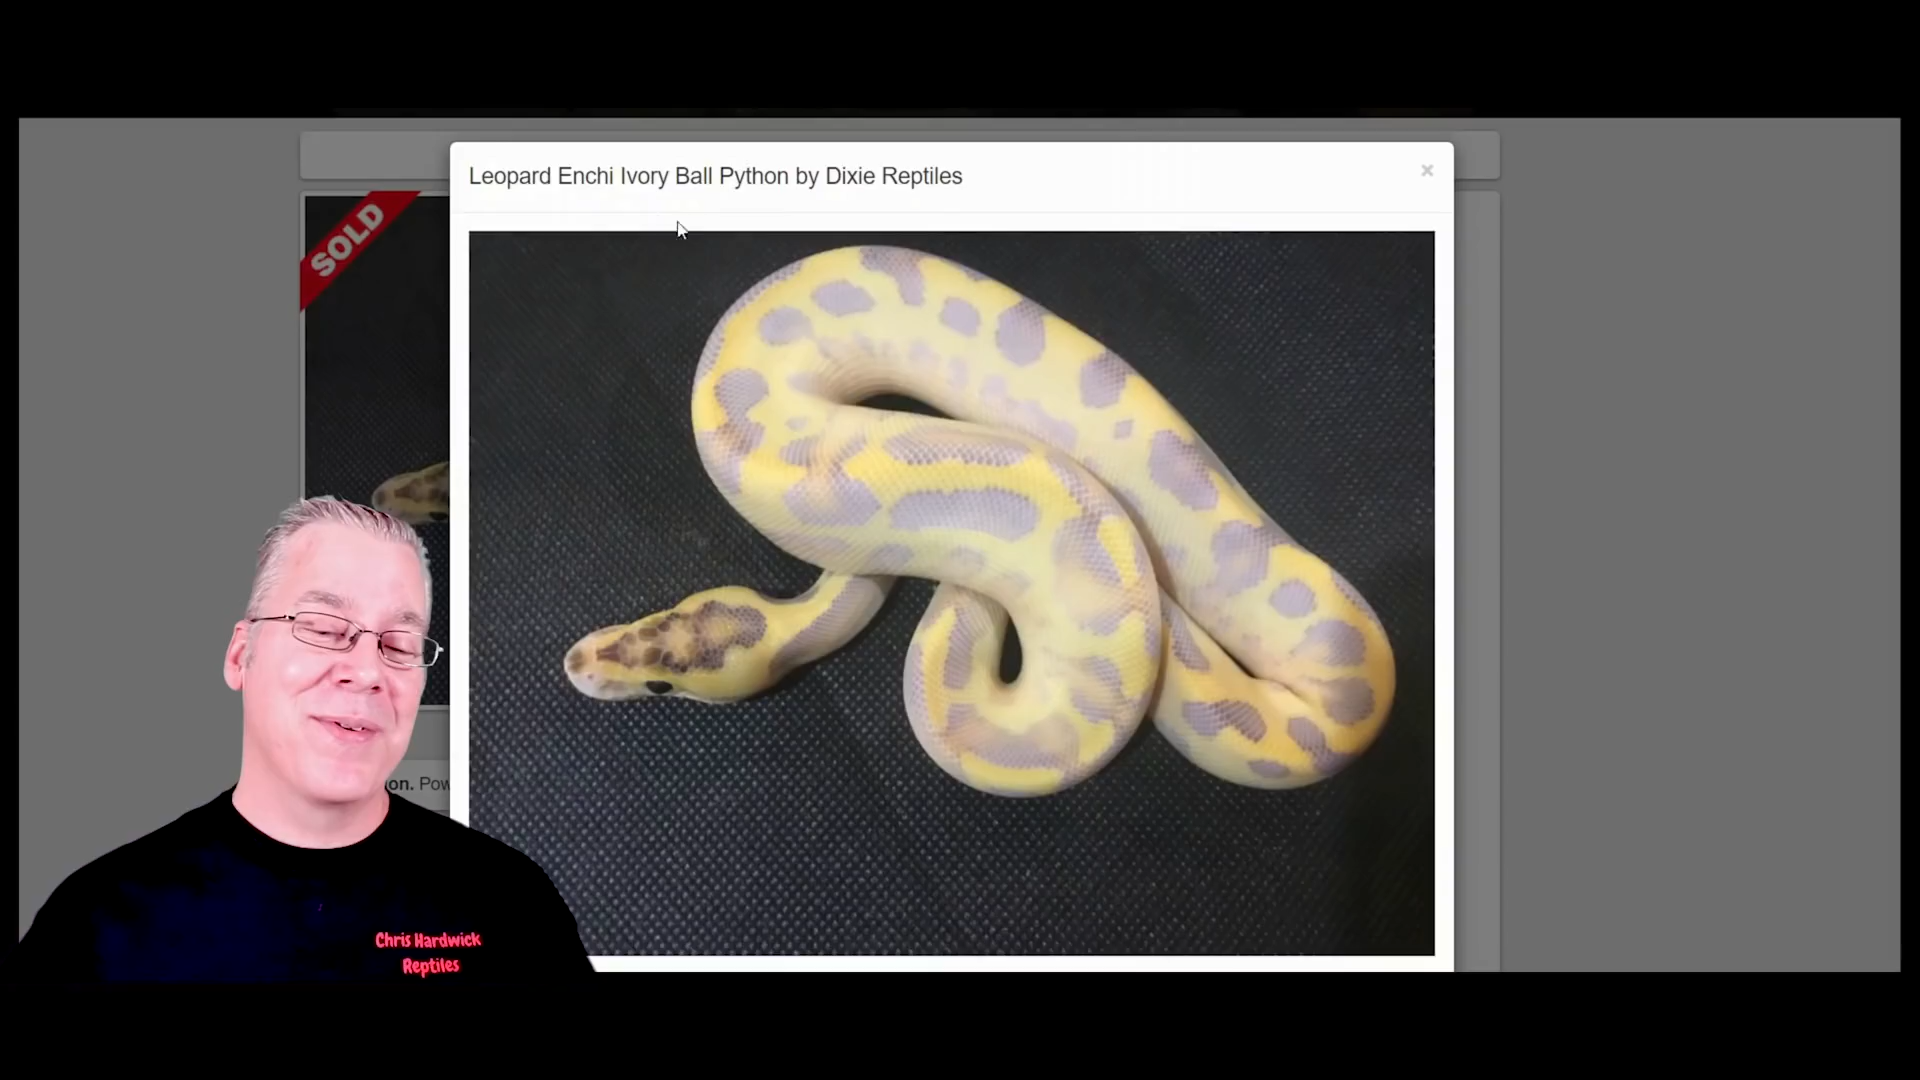 Leopard Enchi Ivory Ball Python by Dixie Reptiles
×
SOLD
on. Pow
Chris Hardwick
Reptiles